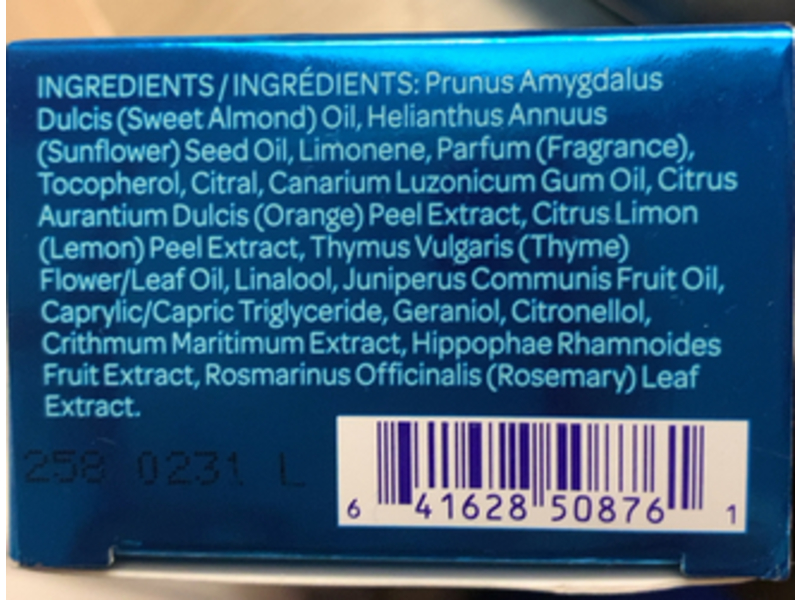 INGREDIENTS / INGRÉDIENTS: Prunus Amygdalus
Dulcis (Sweet Almond) Oil, Helianthus Annuus
(Sunflower) Seed Oil, Limonene, Parfum (Fragrance),
Tocopherol, Citral, Canarium Luzonicum Gum Oil, Citrus
Aurantium Dulcis (Orange) Peel Extract, Citrus Limon
(Lemon) Peel Extract, Thymus Vulgaris (Thyme)
Flower/Leaf Oil, Linalool, Juniperus Communis Fruit Oil,
Caprylic/Capric Triglyceride, Geraniol, Citronellol,
Crithmum Maritimum Extract, Hippophae Rhamnoides
Fruit Extract, Rosmarinus Officinalis (Rosemary) Leaf
Extract.
258 0231 L
6 41628 50876 1